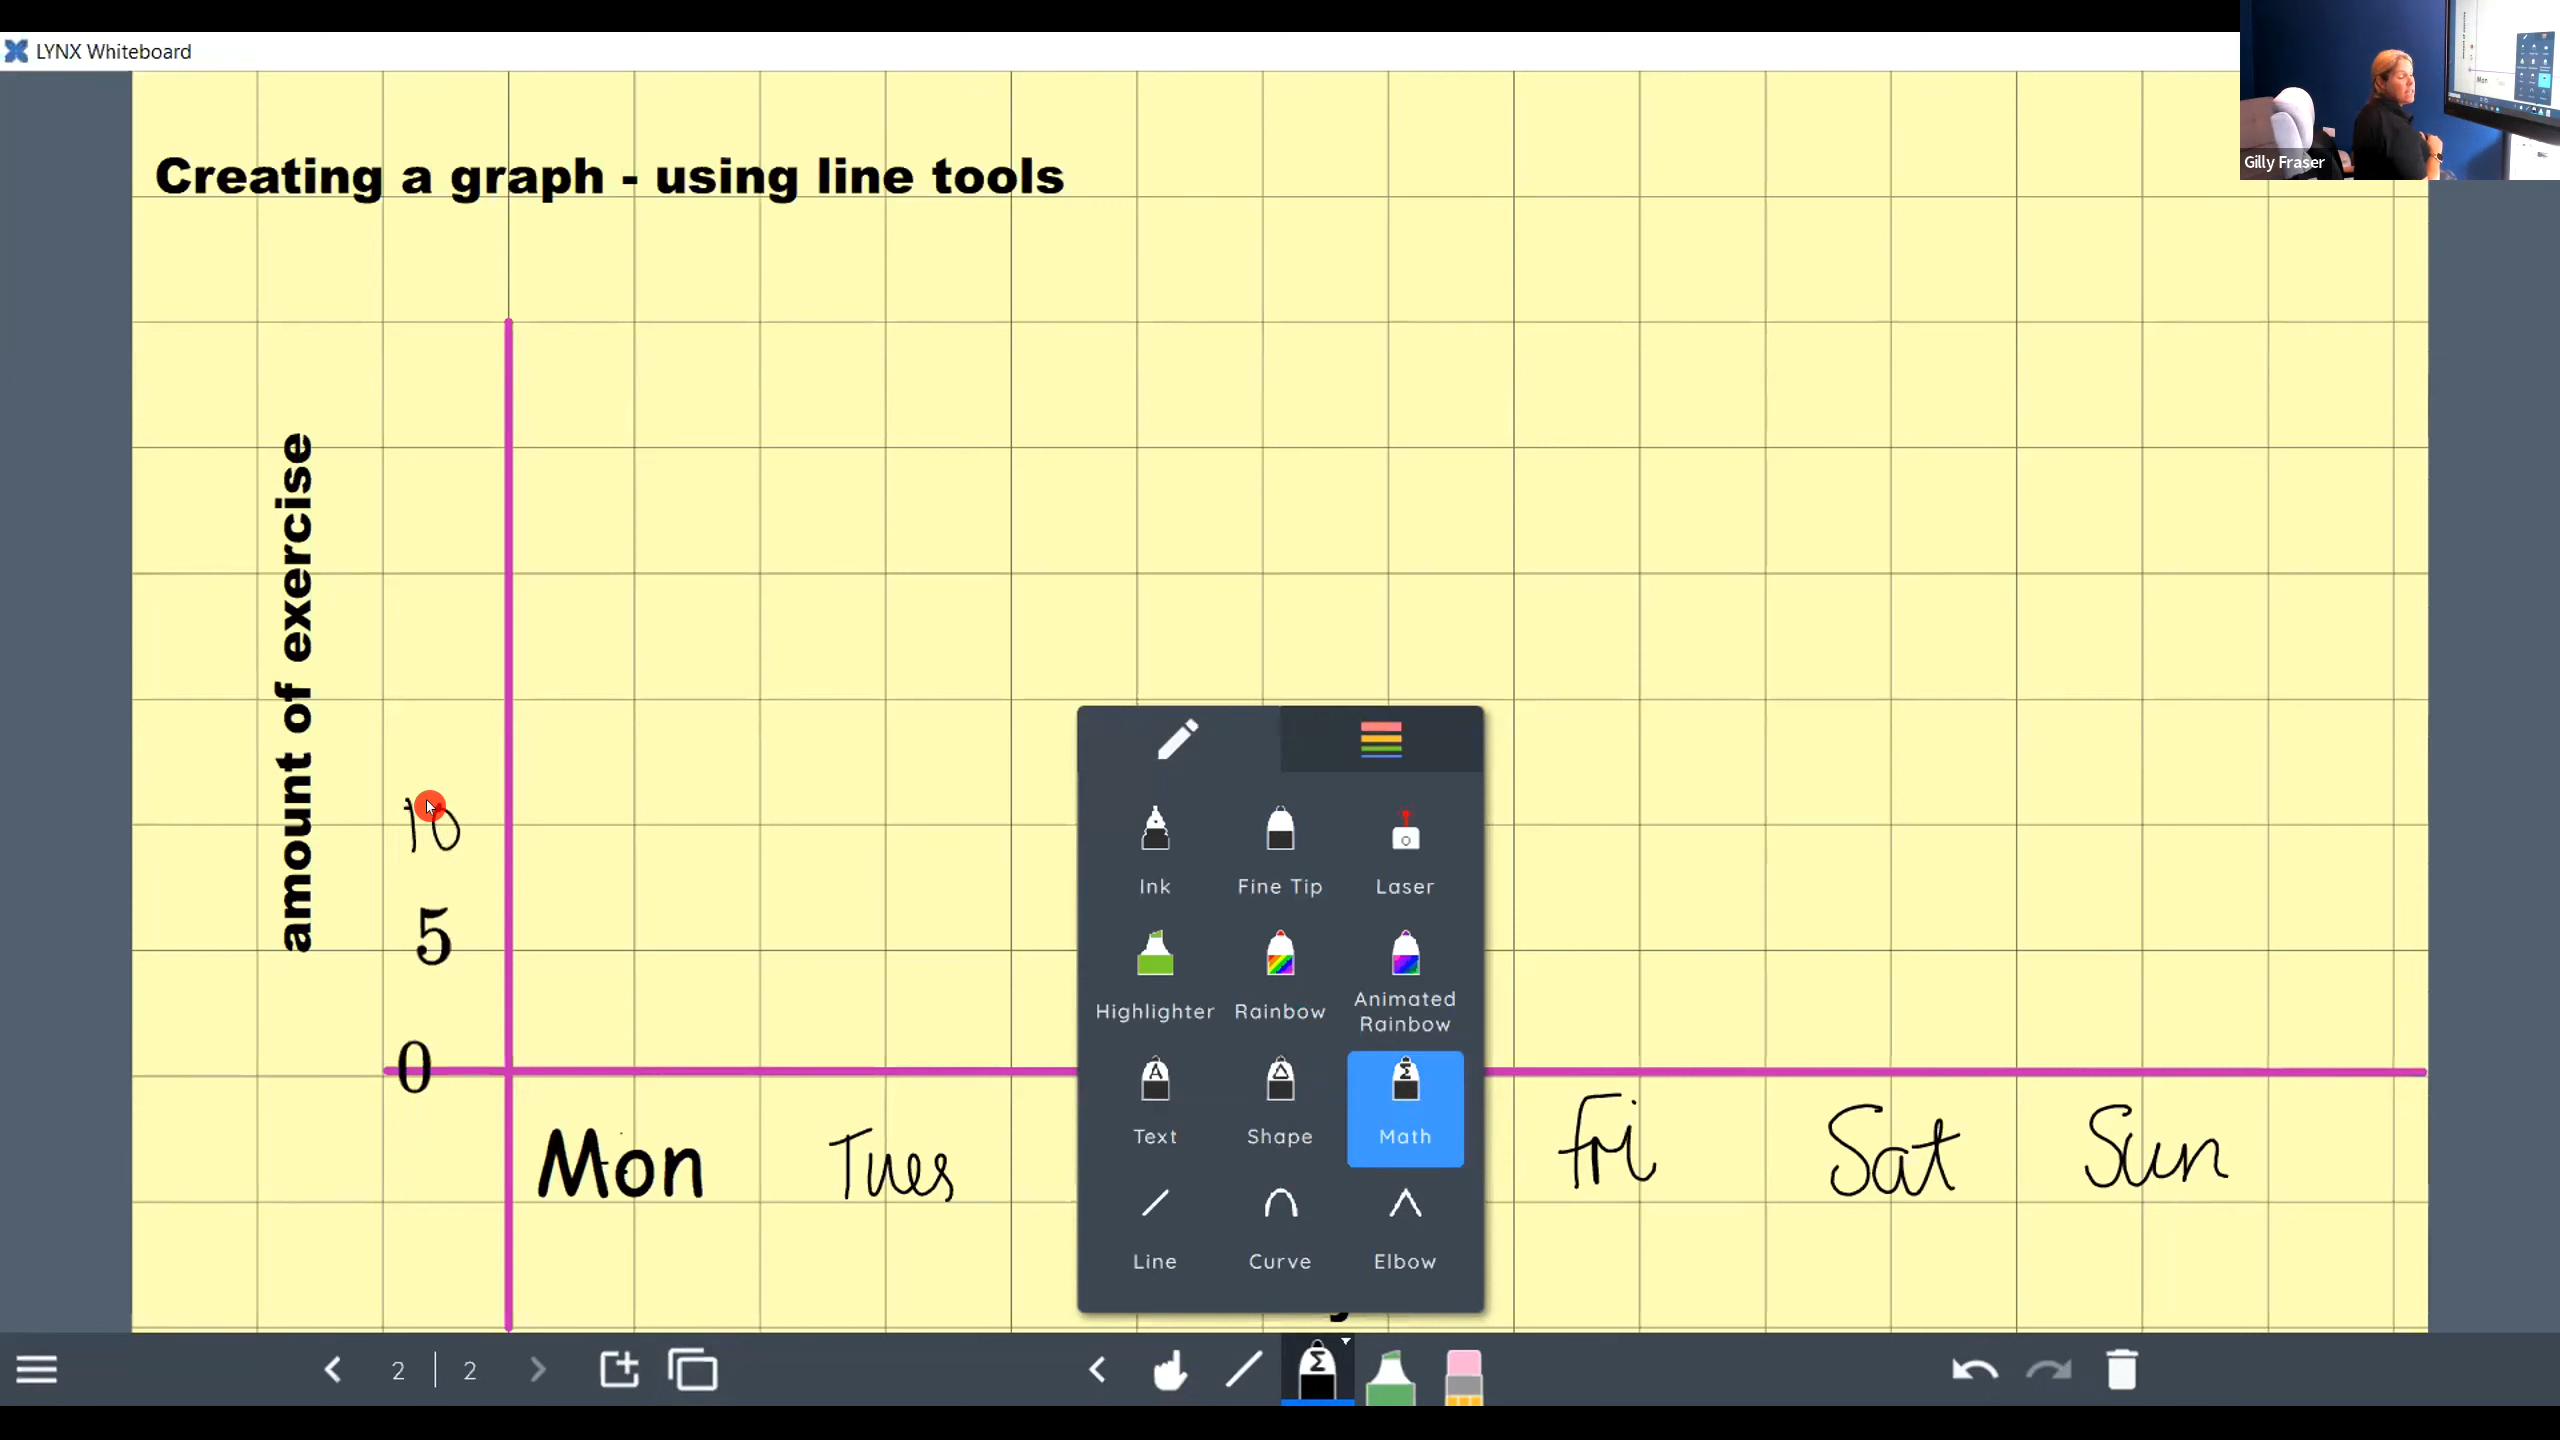 LYNX Whiteboard
Gilly Fraser
Creating a graph - using line tools
amount of exercise
10
5
0
Mon Tues Fri Sat Sun
Ink Fine Tip Laser
Highlighter Rainbow Animated Rainbow
Text Shape Math
Line Curve Elbow
2 | 2